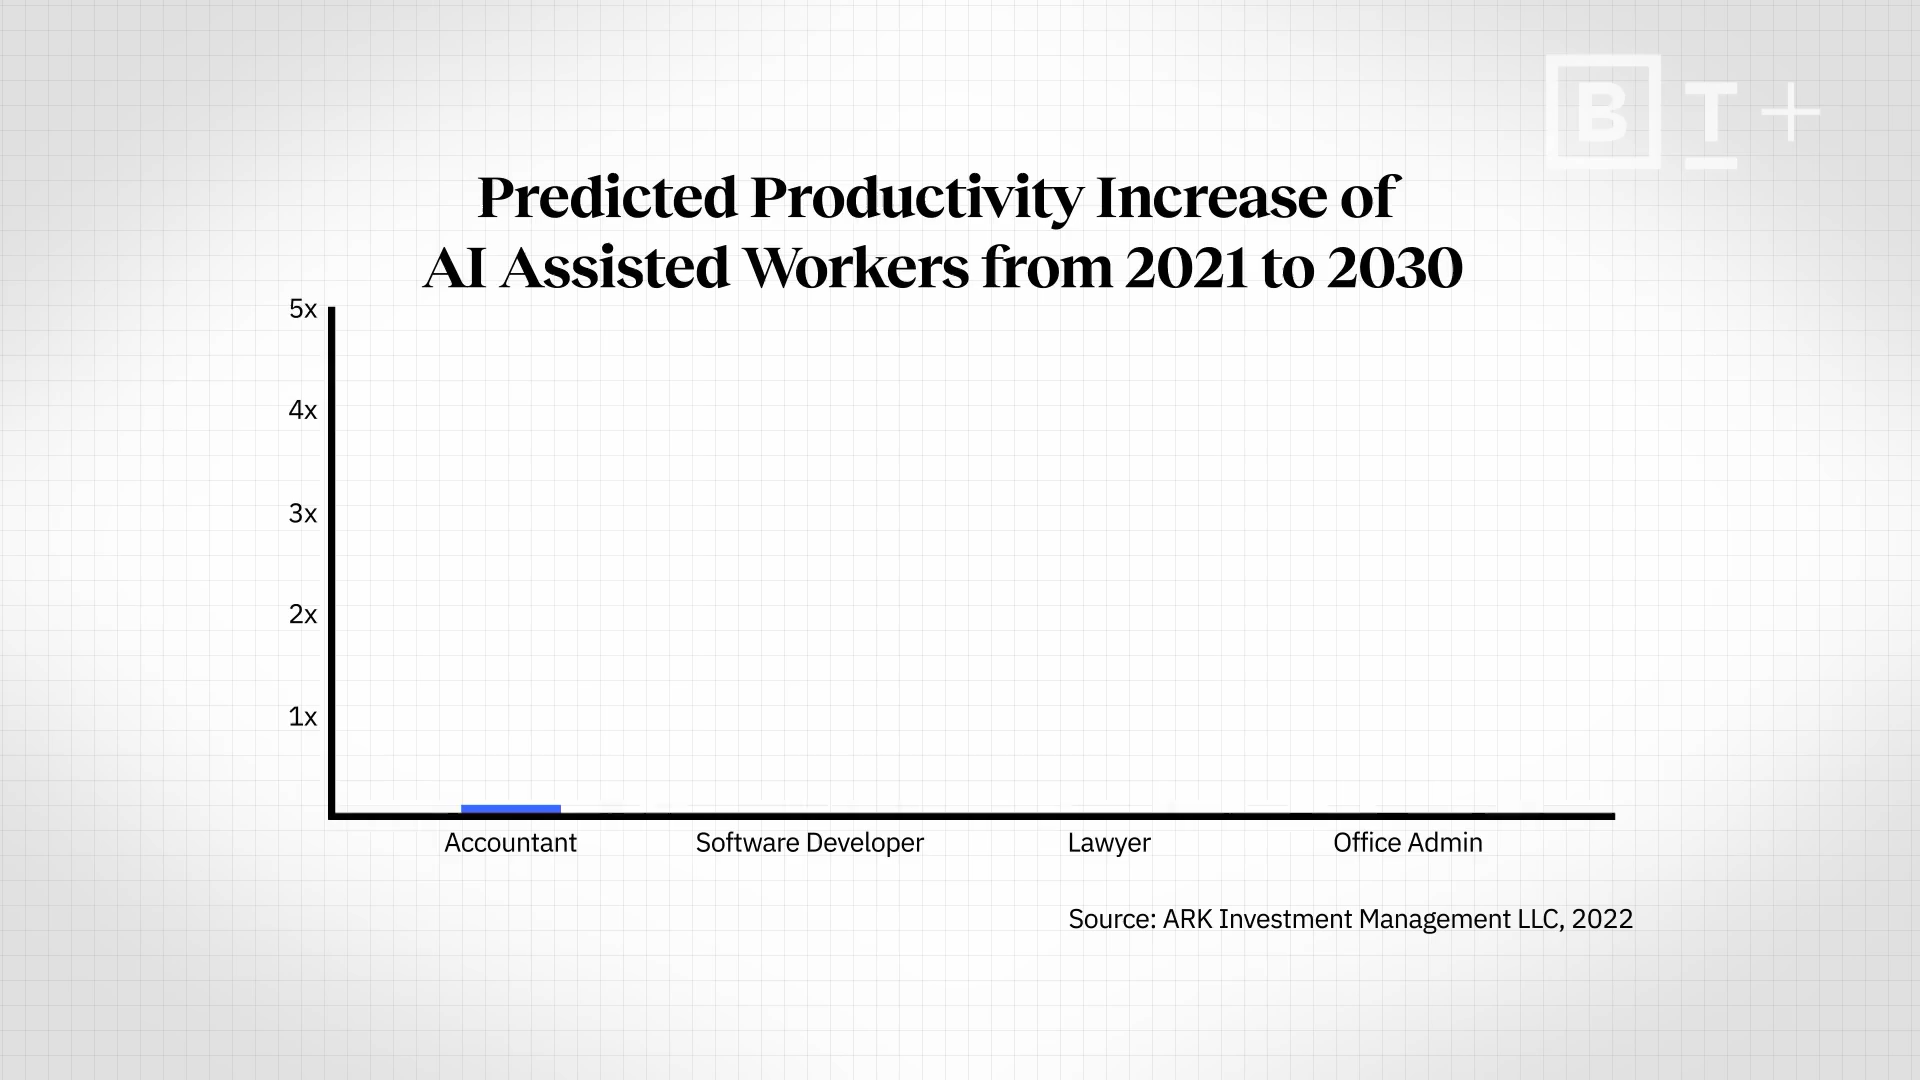 B T +
Predicted Productivity Increase of
AI Assisted Workers from 2021 to 2030
5x
4x
3x
2x
1x
Accountant
Software Developer
Lawyer
Office Admin
Source: ARK Investment Management LLC, 2022